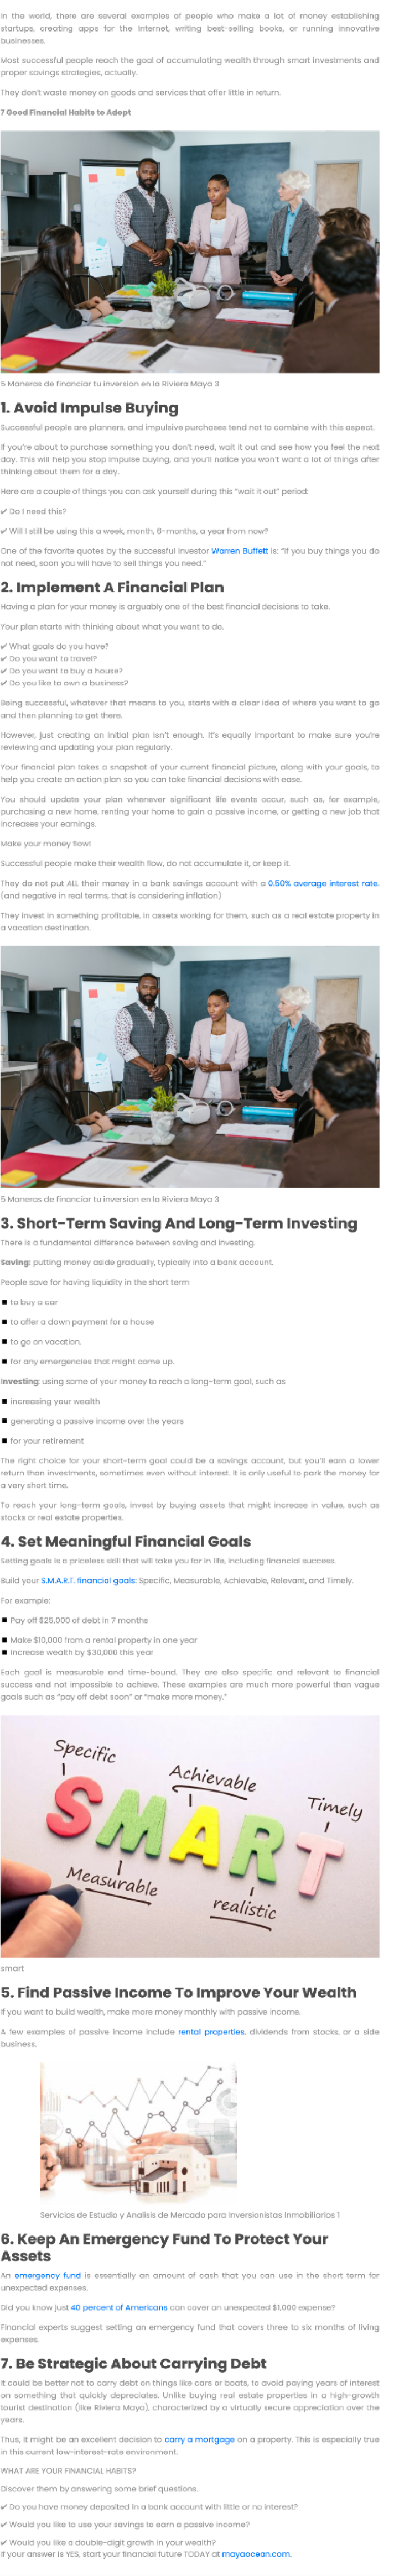 In the world, there are several examples of people who make a lot of money establishing
startups, creating apps for the Internet, writing best-selling books, or running innovative
businesses.
Most successful people reach the goal of accumulating wealth through smart investments and
proper savings strategies, actually.
They don't waste money on goods and services that offer little in return.
7 Good Financial Habits to Adopt
5 Maneras de financiar tu inversion en la Riviera Maya 3
1. Avoid Impulse Buying
Successful people are planners, and impulsive purchases tend not to combine with this aspect.
If you're about to purchase something you don't need, wait it out and see how you feel the next
day. This will help you stop impulse buying, and you'll notice you won't want a lot of things after
thinking about them for a day.
Here are a couple of things you can ask yourself during this "wait it out" period:
✔ Do I need this?
✔ Will I still be using this a week, month, 6-months, a year from now?
One of the favorite quotes by the successful investor Warren Buffett is: "If you buy things you do
not need, soon you will have to sell things you need."
2. Implement A Financial Plan
Having a plan for your money is arguably one of the best financial decisions to take.
Your plan starts with thinking about what you want to do.
✔ What goals do you have?
✔ Do you want to travel?
✔ Do you want to buy a house?
✔ Do you like to own a business?
Being successful, whatever that means to you, starts with a clear idea of where you want to go
and then planning to get there.
However, just creating an initial plan isn't enough. It's equally important to make sure you're
reviewing and updating your plan regularly.
Your financial plan takes a snapshot of your current financial picture, along with your goals, to
help you create an action plan so you can take financial decisions with ease.
You should update your plan whenever significant life events occur, such as, for example,
purchasing a new home, renting your home to gain a passive income, or getting a new job that
increases your earnings.
Make your money flow!
Successful people make their wealth flow, do not accumulate it, or keep it.
They do not put ALL their money in a bank savings account with a 0.50% average interest rate.
(and negative in real terms, that is considering inflation)
They invest in something profitable, in assets working for them, such as a real estate property in
a vacation destination.
5 Maneras de financiar tu inversion en la Riviera Maya 3
3. Short-Term Saving And Long-Term Investing
There is a fundamental difference between saving and investing.
Saving: putting money aside gradually, typically into a bank account.
People save for having liquidity in the short term
■ to buy a car
■ to offer a down payment for a house
■ to go on vacation,
■ for any emergencies that might come up.
Investing: using some of your money to reach a long-term goal, such as
■ increasing your wealth
■ generating a passive income over the years
■ for your retirement
The right choice for your short-term goal could be a savings account, but you'll earn a lower
return than investments, sometimes even without interest. It is only useful to park the money for
a very short time.
To reach your long-term goals, invest by buying assets that might increase in value, such as
stocks or real estate properties.
4. Set Meaningful Financial Goals
Setting goals is a priceless skill that will take you far in life, including financial success.
Build your S.M.A.R.T. financial goals: Specific, Measurable, Achievable, Relevant, and Timely.
For example:
■ Pay off $25,000 of debt in 7 months
■ Make $10,000 from a rental property in one year
■ Increase wealth by $30,000 this year
Each goal is measurable and time-bound. They are also specific and relevant to financial
success and not impossible to achieve. These examples are much more powerful than vague
goals such as "pay off debt soon" or "make more money."
Specific
Achievable
Timely
SMART
Measurable
realistic
smart
5. Find Passive Income To Improve Your Wealth
If you want to build wealth, make more money monthly with passive income.
A few examples of passive income include rental properties, dividends from stocks, or a side
business.
Servicios de Estudio y Analisis de Mercado para Inversionistas Inmobiliarios 1
6. Keep An Emergency Fund To Protect Your
Assets
An emergency fund is essentially an amount of cash that you can use in the short term for
unexpected expenses.
Did you know just 40 percent of Americans can cover an unexpected $1,000 expense?
Financial experts suggest setting an emergency fund that covers three to six months of living
expenses.
7. Be Strategic About Carrying Debt
It could be better not to carry debt on things like cars or boats, to avoid paying years of interest
on something that quickly depreciates. Unlike buying real estate properties in a high-growth
tourist destination (like Riviera Maya), characterized by a virtually secure appreciation over the
years.
Thus, it might be an excellent decision to carry a mortgage on a property. This is especially true
in this current low-interest-rate environment.
WHAT ARE YOUR FINANCIAL HABITS?
Discover them by answering some brief questions.
✔ Do you have money deposited in a bank account with little or no interest?
✔ Would you like to use your savings to earn a passive income?
✔ Would you like a double-digit growth in your wealth?
If your answer is YES, start your financial future TODAY at mayaocean.com.